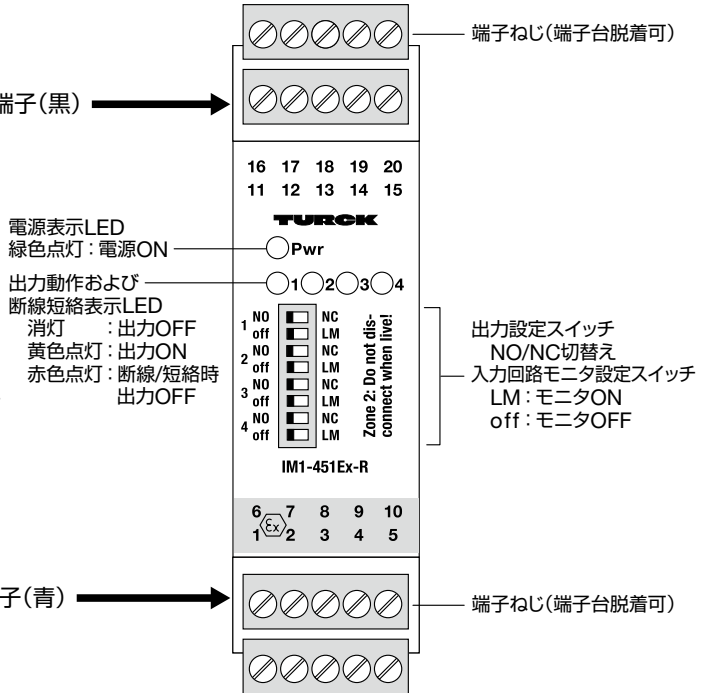 端子ねじ(端子台脱着可)
端子(黒)
16 17 18 19 20
11 12 13 14 15
TURCK
電源表示LED
緑色点灯:電源ON
Pwr
出力動作および
断線短絡表示LED
消灯 :出力OFF
黄色点灯:出力ON
赤色点灯:断線/短絡時
出力OFF
1 2 3 4
1 NO NC
off LM
2 NO NC
off LM
3 NO NC
off LM
4 NO NC
off LM
Zone 2: Do not dis-
connect when live!
出力設定スイッチ
NO/NC切替え
入力回路モニタ設定スイッチ
LM:モニタON
off:モニタOFF
IM1-451Ex-R
6 7 8 9 10
Ex
1 2 3 4 5
子(青)
端子ねじ(端子台脱着可)